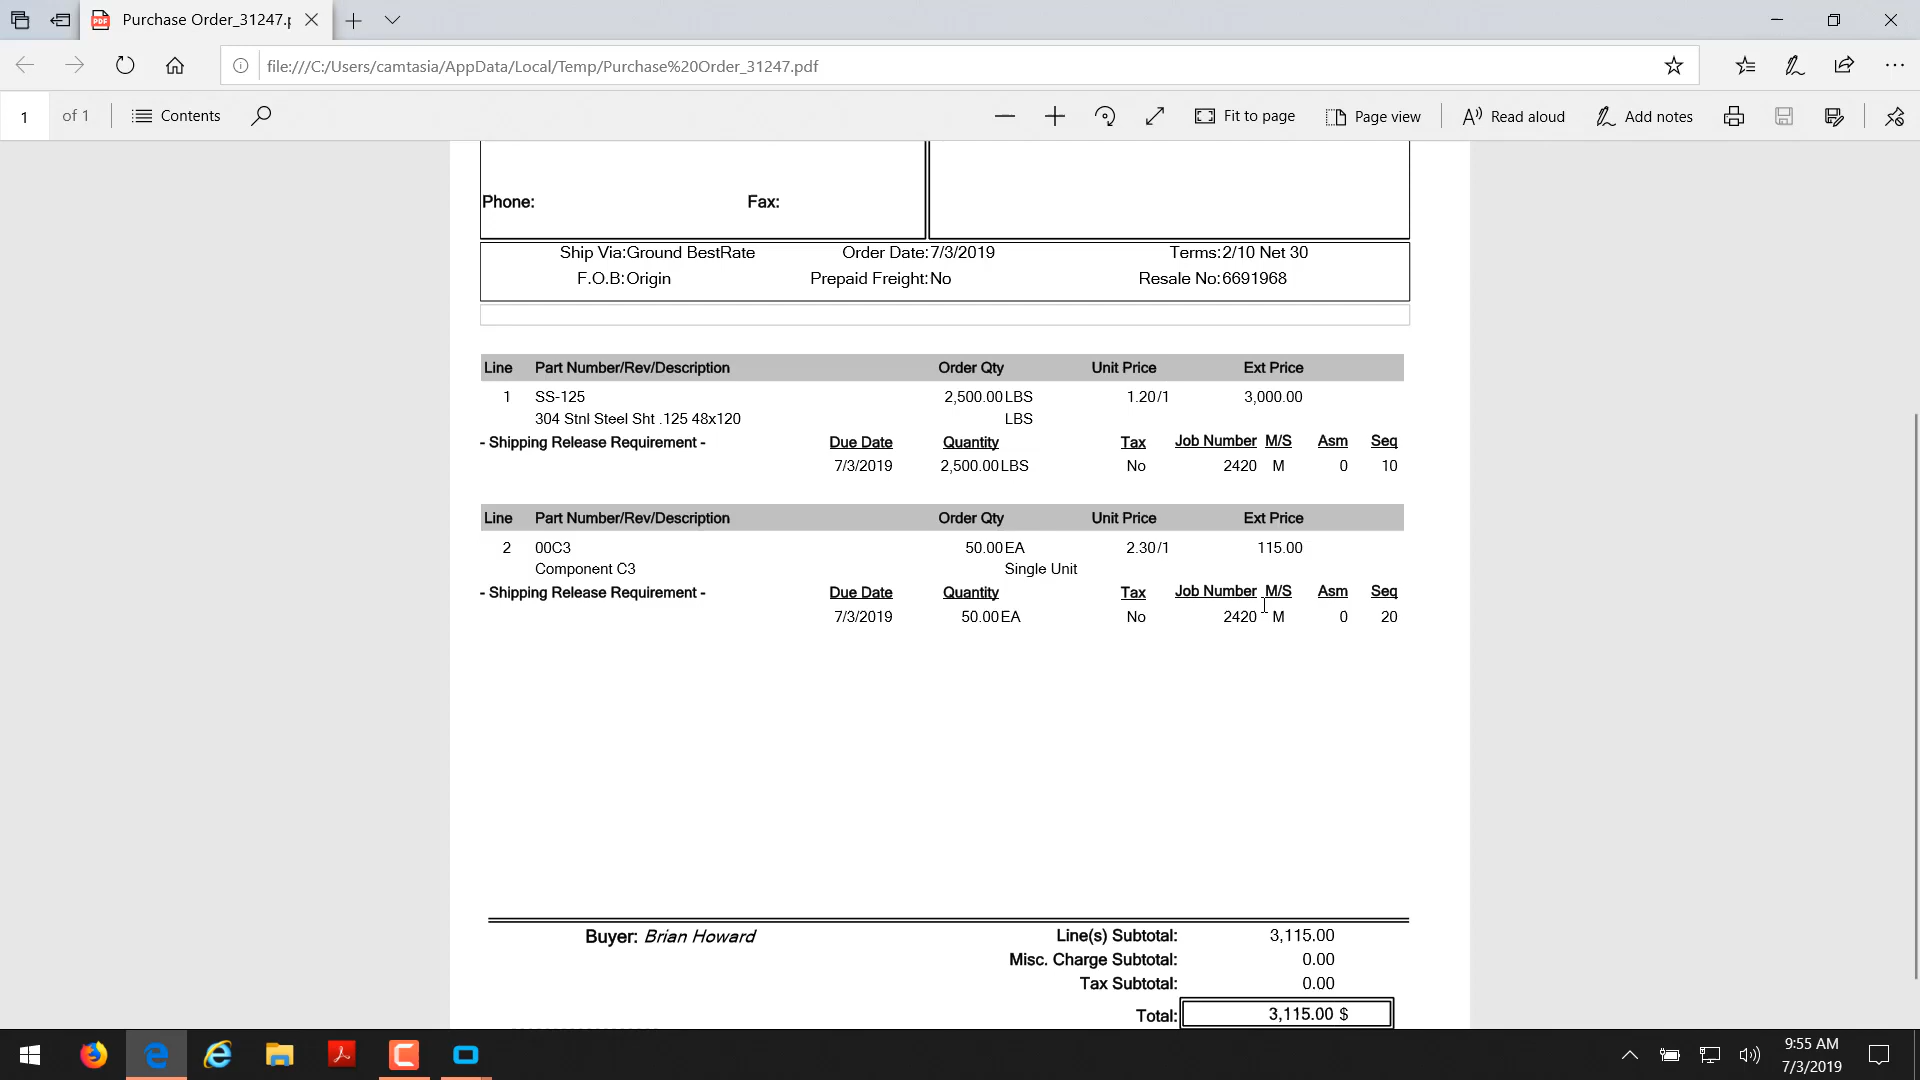 Purchase Order_31247.p
file:///C:/Users/camtasia/AppData/Local/Temp/Purchase%20Order_31247.pdf
1 of 1 Contents Fit to page Page view Read aloud Add notes
Phone: Fax:
Ship Via:Ground BestRate Order Date:7/3/2019 Terms:2/10 Net 30
F.O.B:Origin Prepaid Freight:No Resale No:6691968
Line Part Number/Rev/Description Order Qty Unit Price Ext Price
1 SS-125 2,500.00LBS 1.20/1 3,000.00
304 Stnl Steel Sht .125 48x120 LBS
- Shipping Release Requirement - Due Date Quantity Tax Job Number M/S Asm Seq
7/3/2019 2,500.00LBS No 2420 M 0 10
Line Part Number/Rev/Description Order Qty Unit Price Ext Price
2 00C3 50.00EA 2.30/1 115.00
Component C3 Single Unit
- Shipping Release Requirement - Due Date Quantity Tax Job Number M/S Asm Seq
7/3/2019 50.00EA No 2420 M 0 20
Buyer: Brian Howard Line(s) Subtotal: 3,115.00
Misc. Charge Subtotal: 0.00
Tax Subtotal: 0.00
Total: 3,115.00 $
9:55 AM
7/3/2019